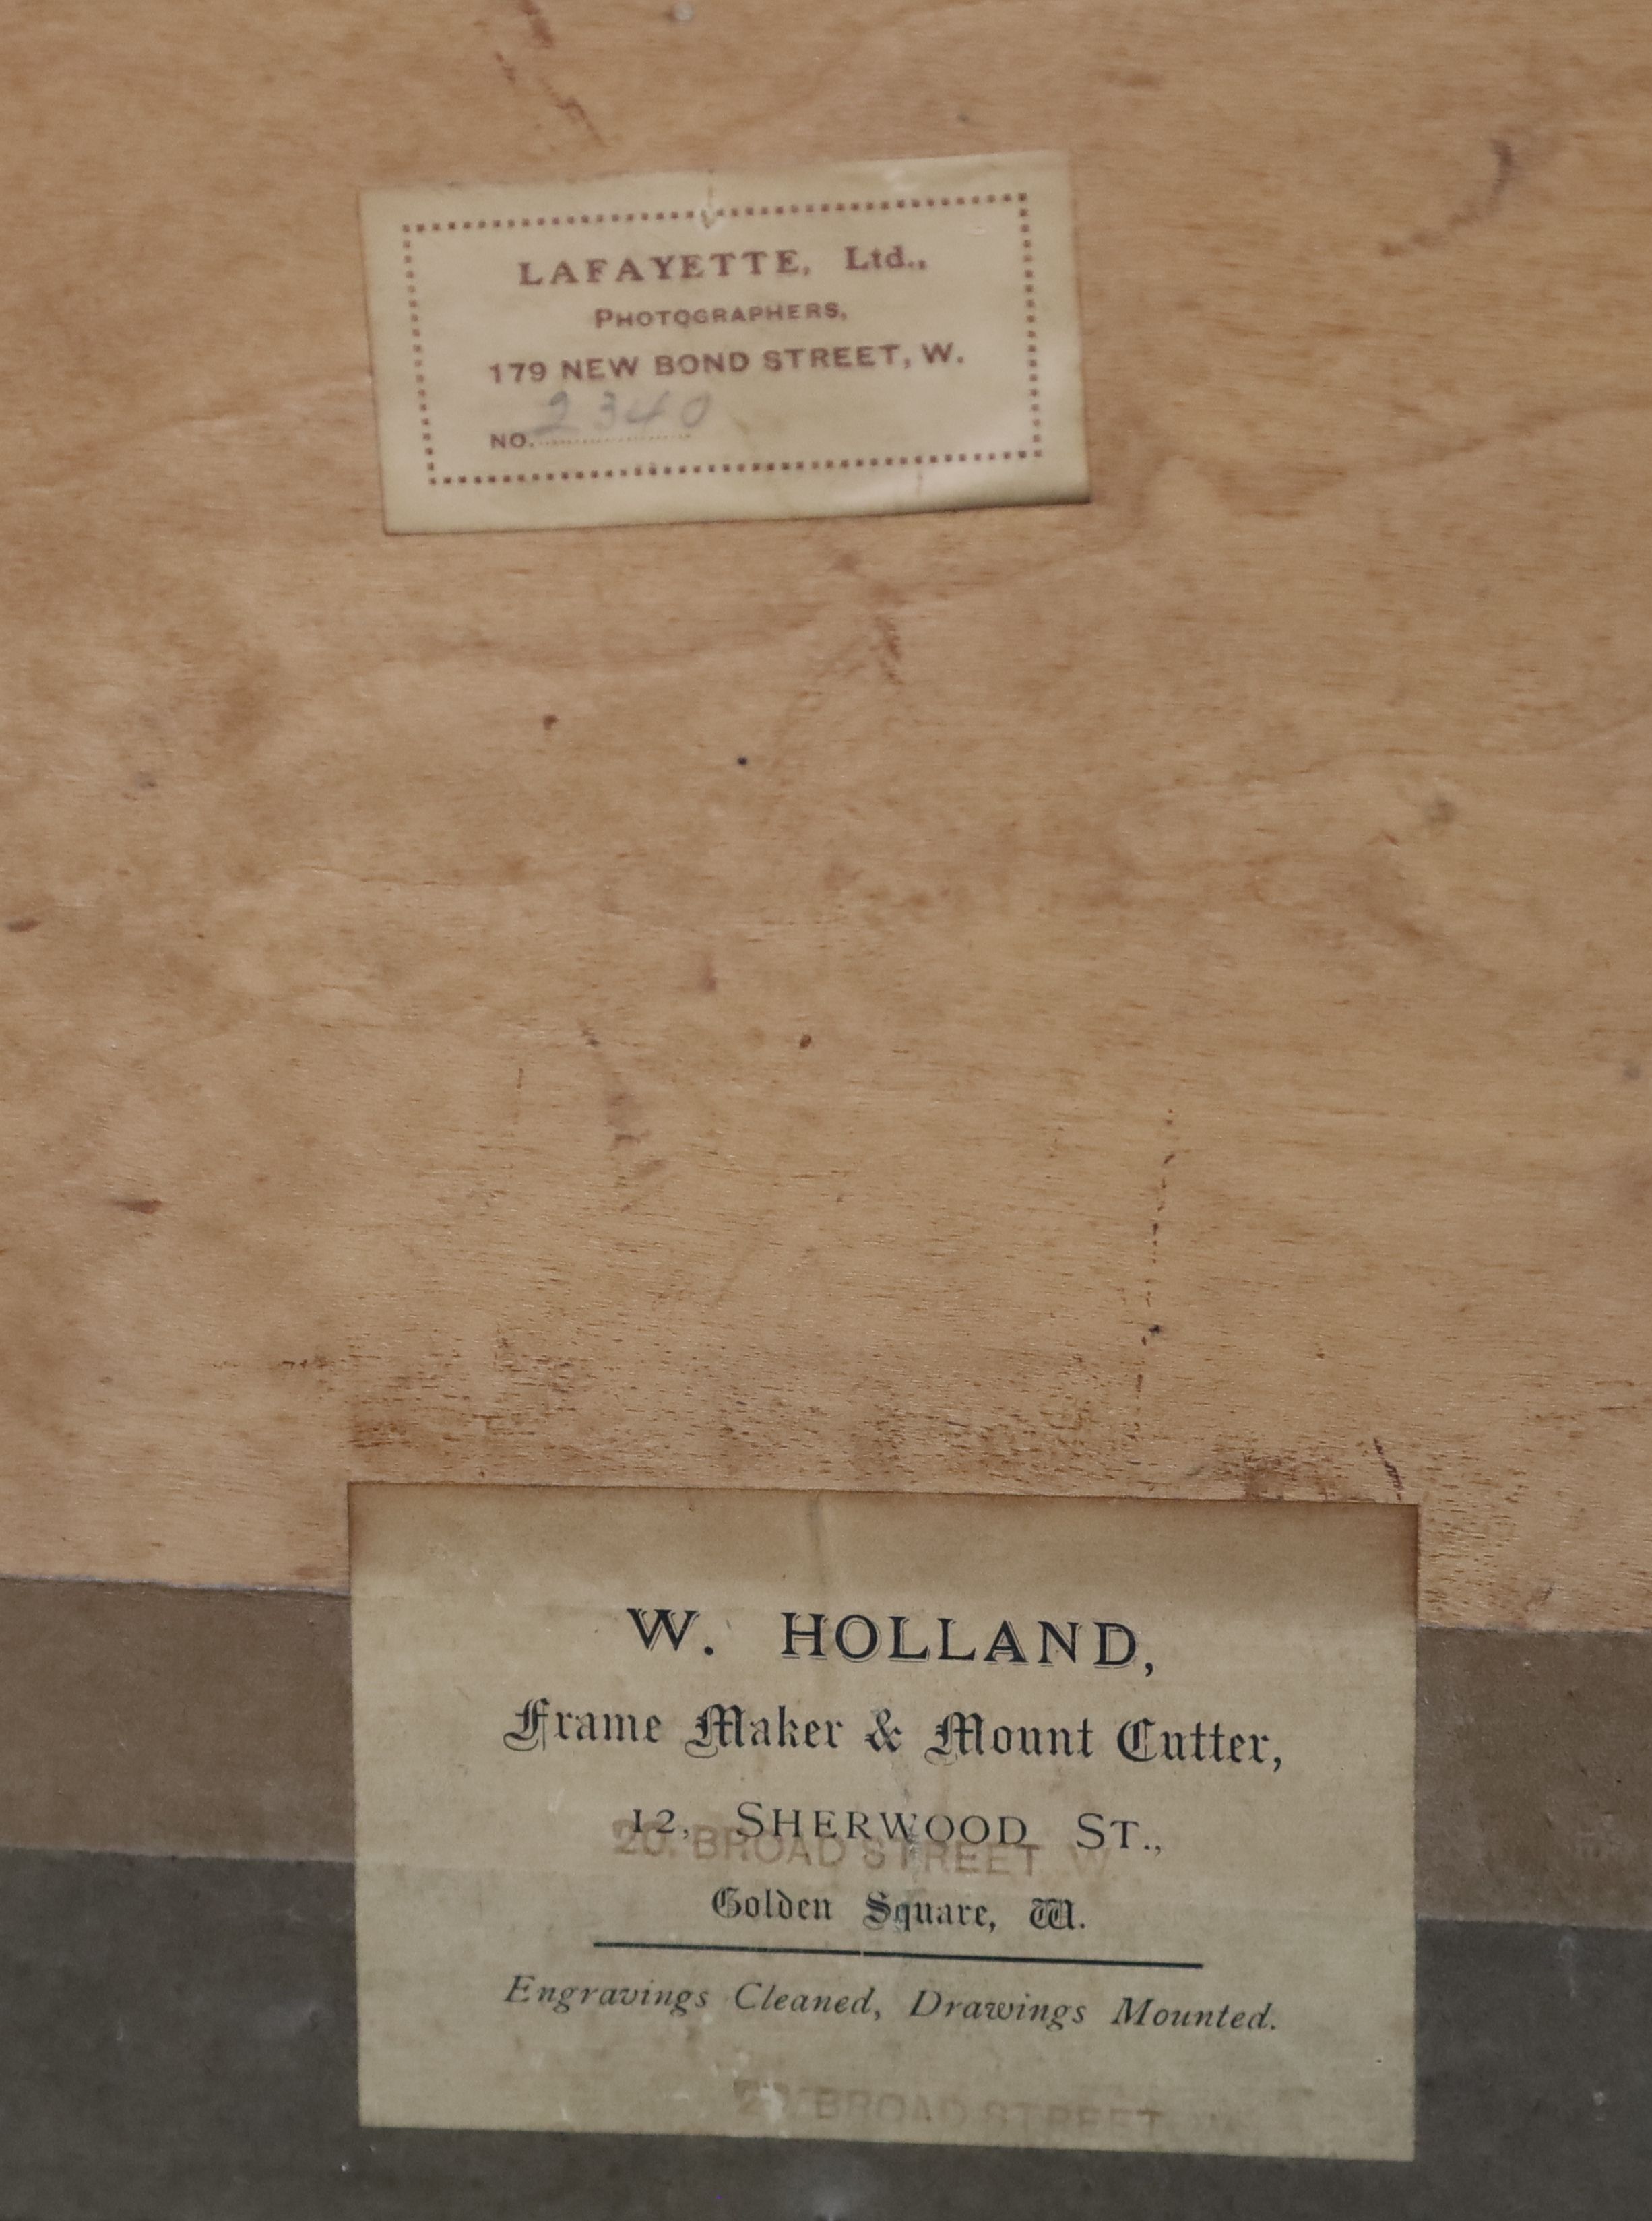 LAFAYETTE, Ltd.,
PHOTOGRAPHERS,
179 NEW BOND STREET, W.
NO. 2340
W. HOLLAND,
Frame Maker & Mount Cutter,
12, SHERWOOD ST.,
20. BROAD STREET W
Golden Square, W.
Engravings Cleaned, Drawings Mounted.
20. BROAD STREET